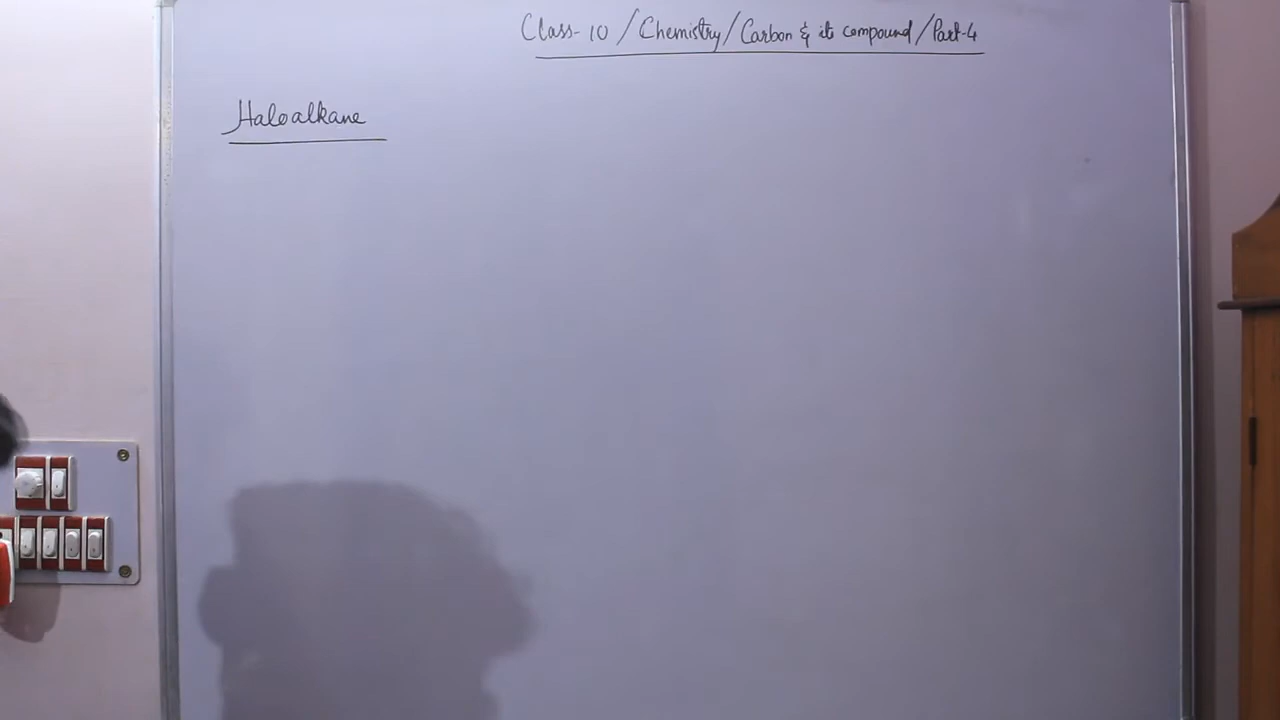 Class-10 / Chemistry / Carbon & its compound / Part-4
Haloalkane